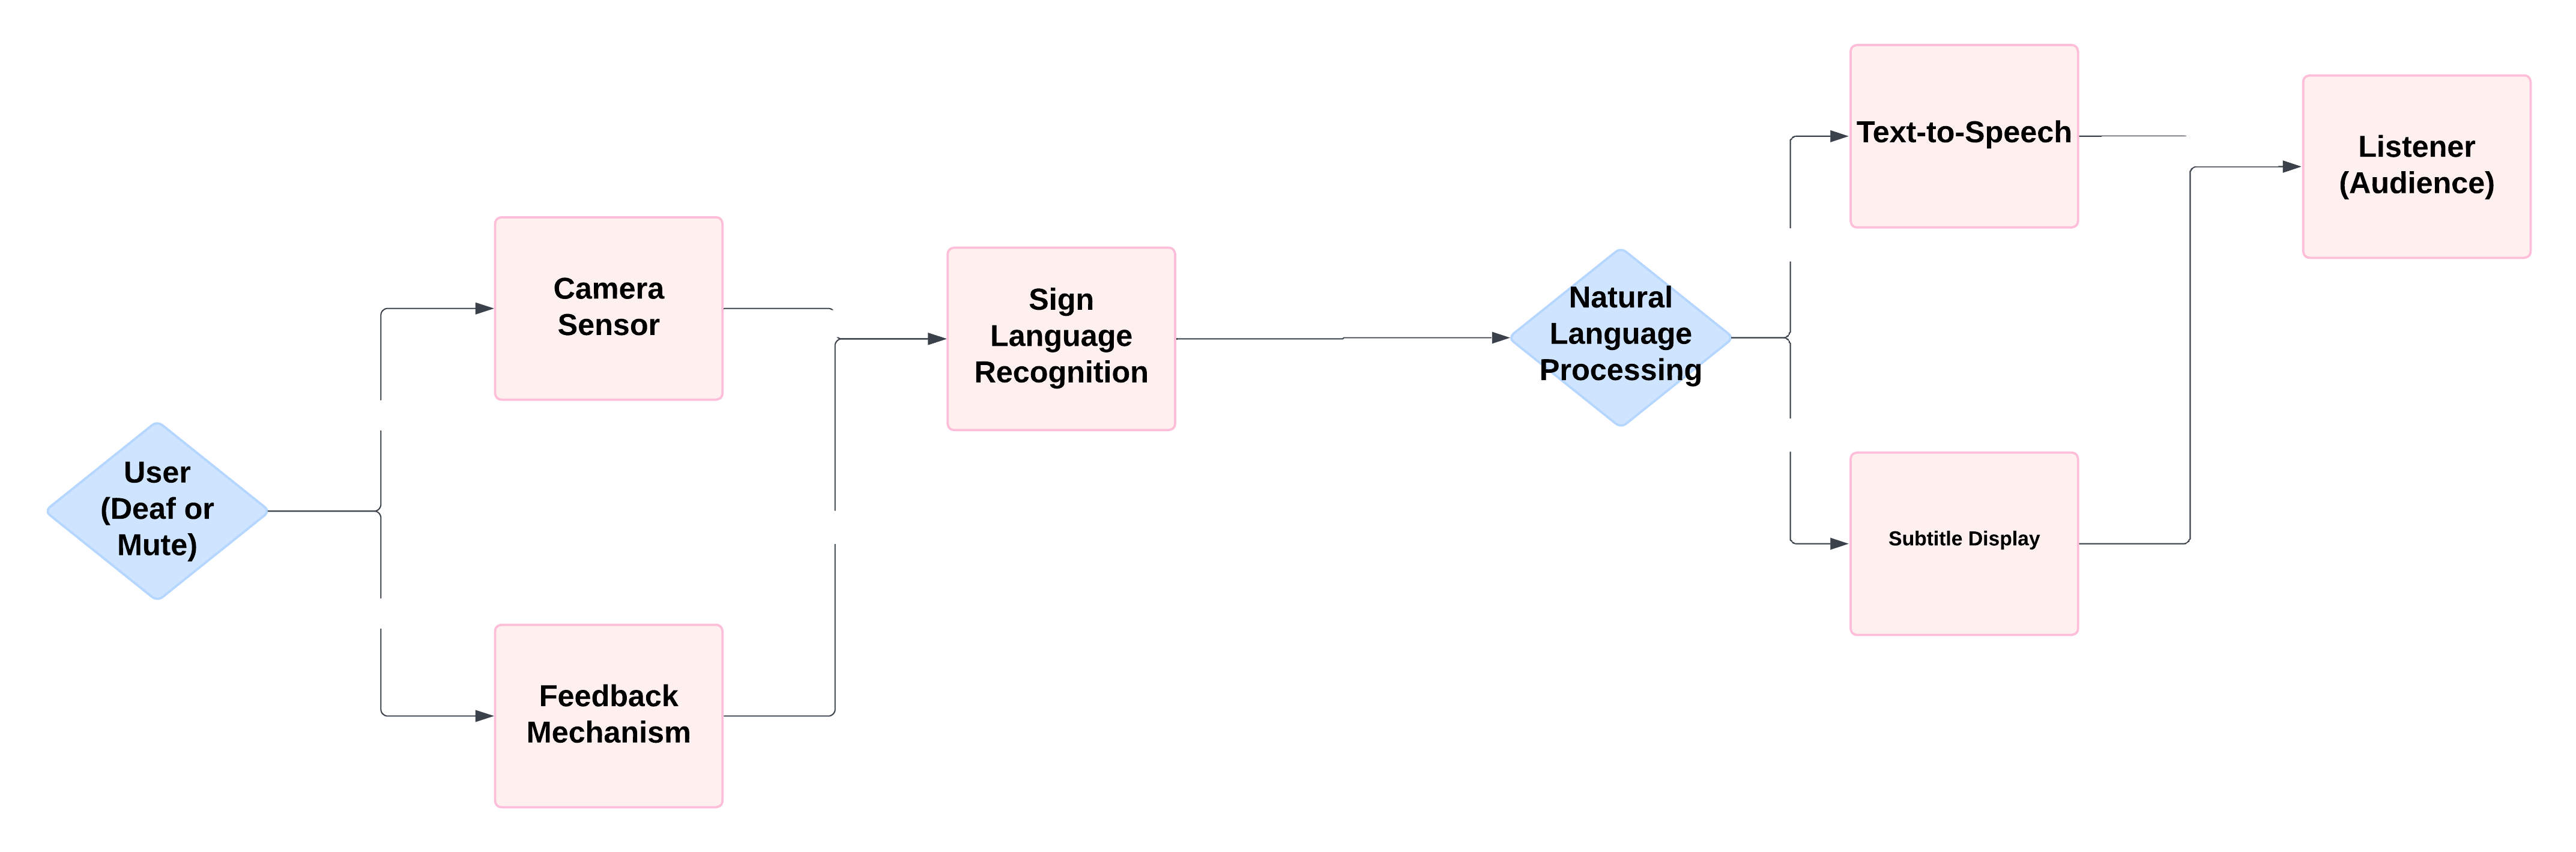 User
(Deaf or
Mute)
Camera
Sensor
Feedback
Mechanism
Sign
Language
Recognition
Natural
Language
Processing
Text-to-Speech
Subtitle Display
Listener
(Audience)